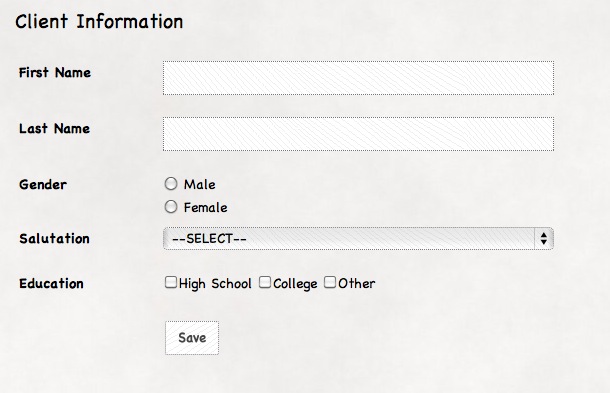 Client Information
First Name
Last Name
Gender Male
Female
Salutation --SELECT--
Education High School College Other
Save